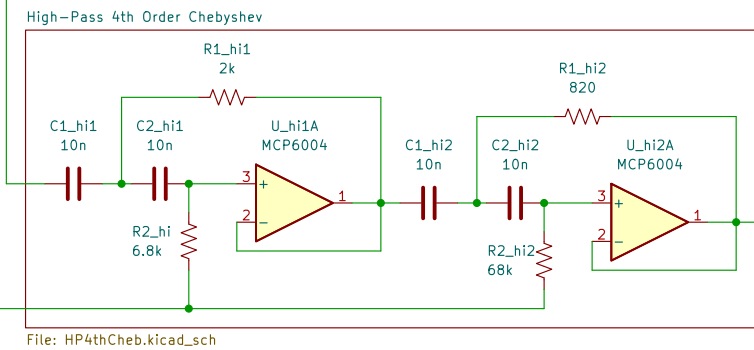 High-Pass 4th Order Chebyshev
R1_hi1
2k
R1_hi2
820
C1_hi1
10n
C2_hi1
10n
U_hi1A
MCP6004
C1_hi2
10n
C2_hi2
10n
U_hi2A
MCP6004
3
+
2
-
1
3
+
2
-
1
R2_hi
6.8k
R2_hi2
68k
File: HP4thCheb.kicad_sch